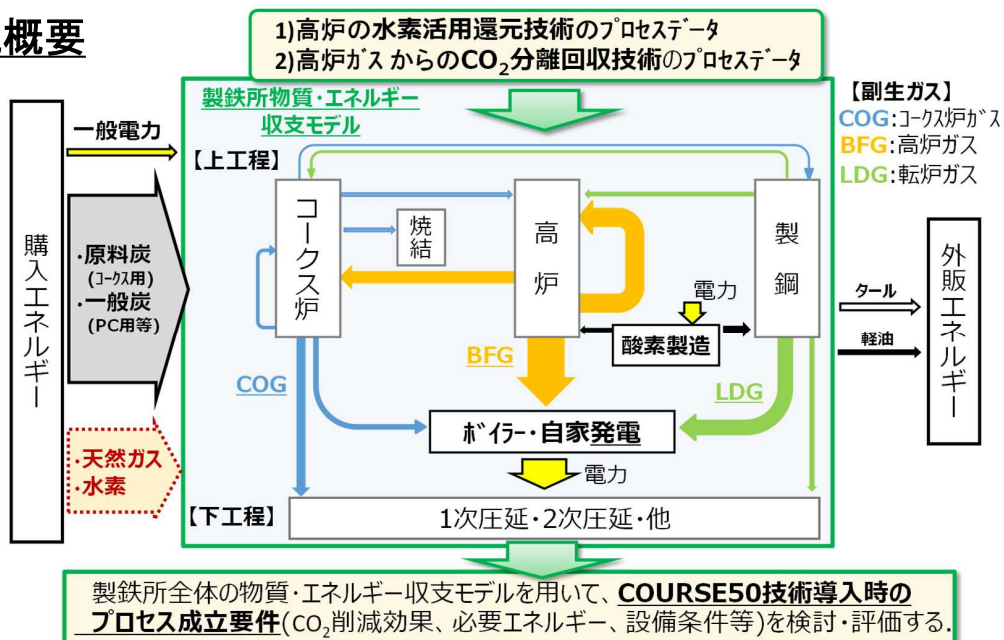 概要
1)高炉の水素活用還元技術のプロセスデータ
2)高炉ガスからのCO₂分離回収技術のプロセスデータ
製鉄所物質・エネルギー
収支モデル
【副生ガス】
COG:コークス炉ガス
BFG:高炉ガス
LDG:転炉ガス
購入エネルギー
一般電力
・原料炭
(コークス用)
・一般炭
(PC用等)
・天然ガス
・水素
【上工程】
コークス炉
焼結
高炉
製鋼
電力
酸素製造
COG
BFG
LDG
ボイラー・自家発電
電力
【下工程】
1次圧延・2次圧延・他
タール
軽油
外販エネルギー
製鉄所全体の物質・エネルギー収支モデルを用いて、COURSE50技術導入時の
プロセス成立要件(CO₂削減効果、必要エネルギー、設備条件等)を検討・評価する.